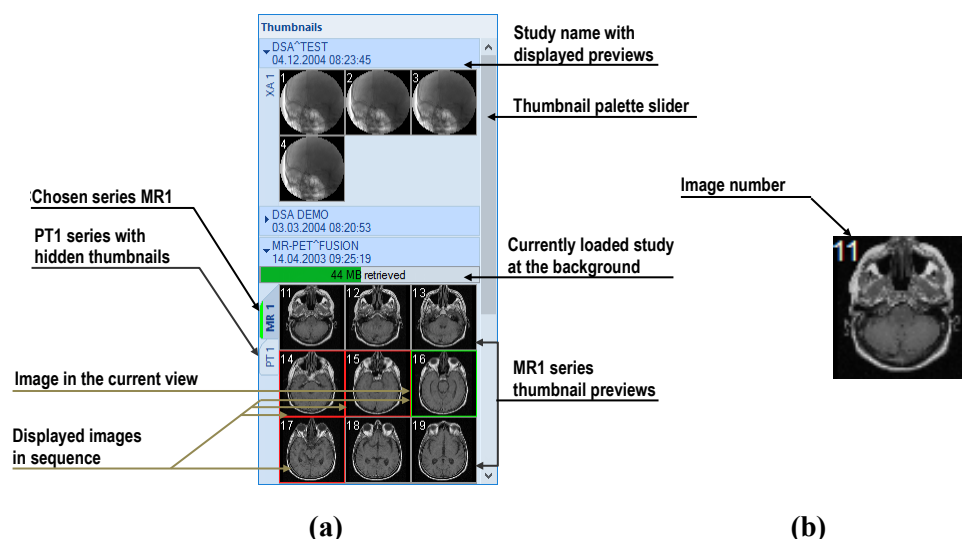 Thumbnails
DSA^TEST
04.12.2004 08:23:45
XA 1
1
2
3
4
DSA DEMO
03.03.2004 08:20:53
MR-PET^FUSION
14.04.2003 09:25:19
44 MB retrieved
MR 1
PT 1
11
12
13
14
15
16
17
18
19
Chosen series MR1
PT1 series with
hidden thumbnails
Image in the current view
Displayed images
in sequence
Study name with
displayed previews
Thumbnail palette slider
Currently loaded study
at the background
MR1 series
thumbnail previews
Image number
11
(a)
(b)